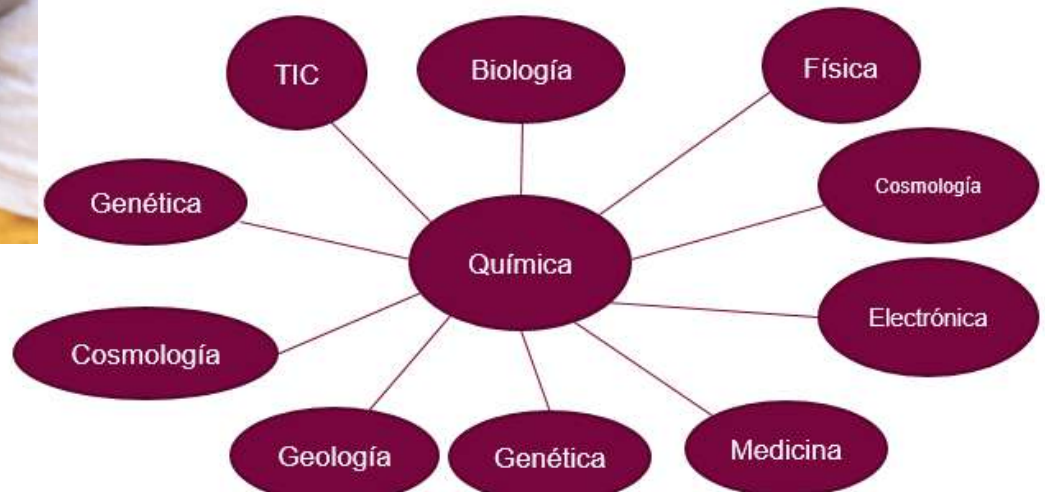 TIC
Biología
Física
Cosmología
Genética
Química
Electrónica
Cosmología
Geología
Genética
Medicina